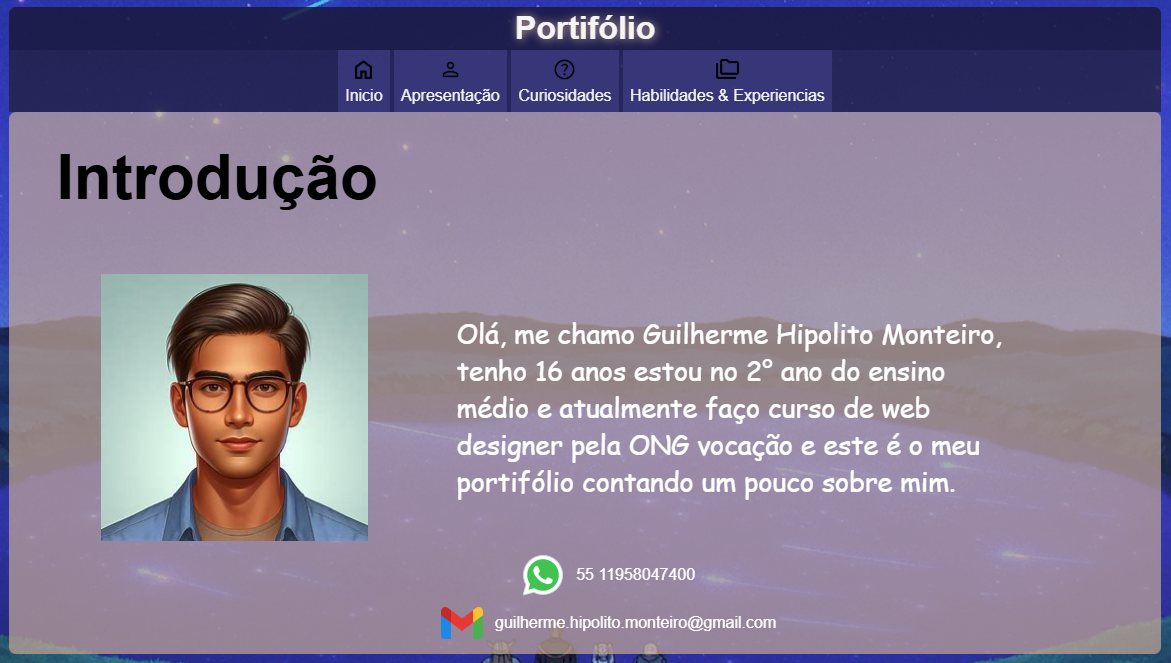 Portifólio
Inicio
Apresentação
Curiosidades
Habilidades & Experiencias
Introdução
Olá, me chamo Guilherme Hipolito Monteiro,
tenho 16 anos estou no 2° ano do ensino
médio e atualmente faço curso de web
designer pela ONG vocação e este é o meu
portifólio contando um pouco sobre mim.
55 11958047400
guilherme.hipolito.monteiro@gmail.com